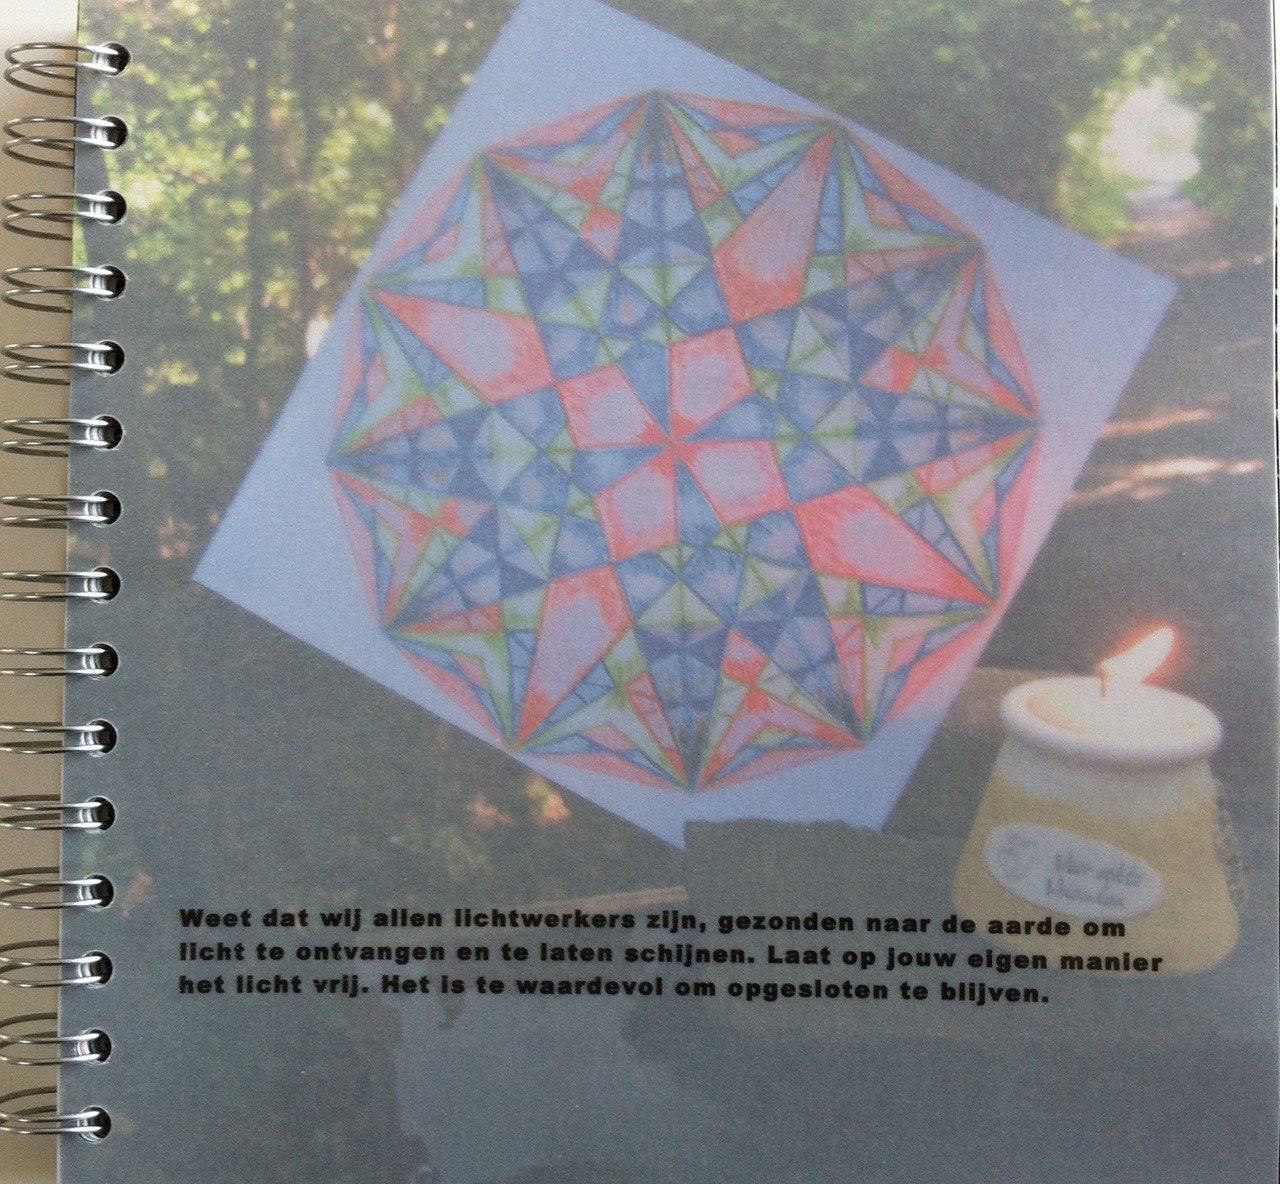 Weet dat wij allen lichtwerkers zijn, gezonden naar de aarde om
licht te ontvangen en te laten schijnen. Laat op jouw eigen manier
het licht vrij. Het is te waardevol om opgesloten te blijven.